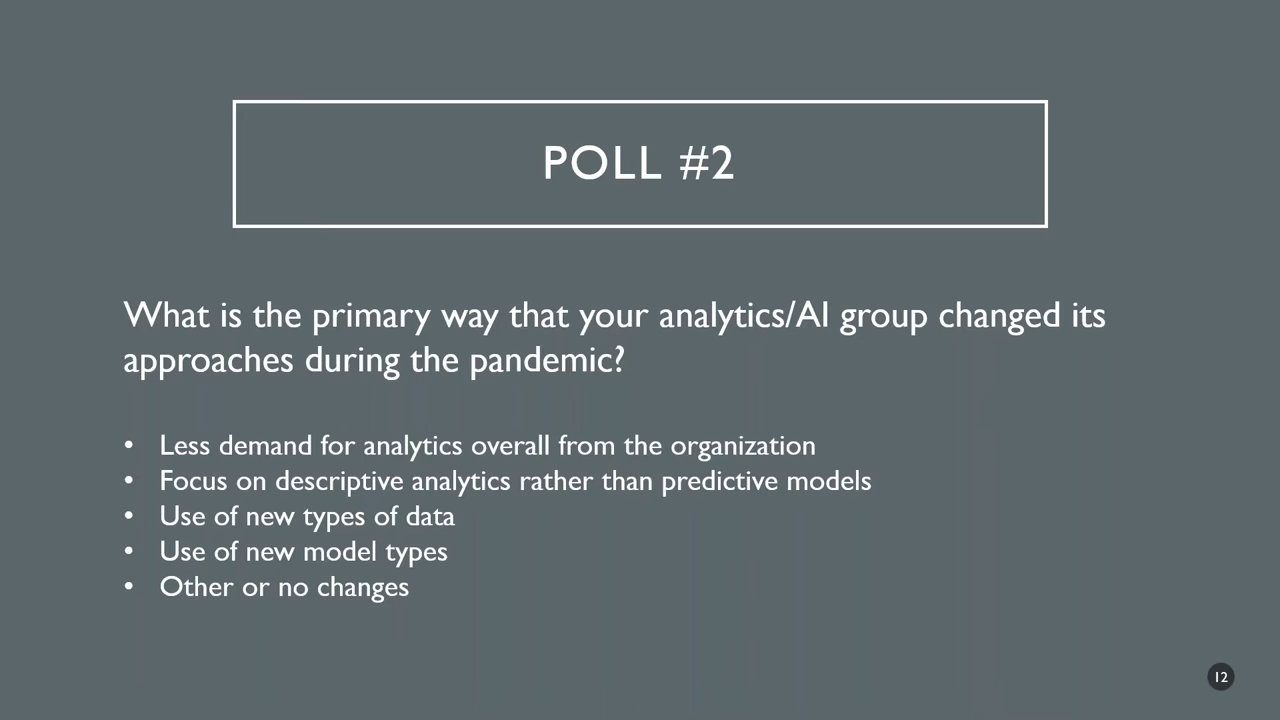 POLL #2
What is the primary way that your analytics/AI group changed its
approaches during the pandemic?
• Less demand for analytics overall from the organization
• Focus on descriptive analytics rather than predictive models
• Use of new types of data
• Use of new model types
• Other or no changes
12